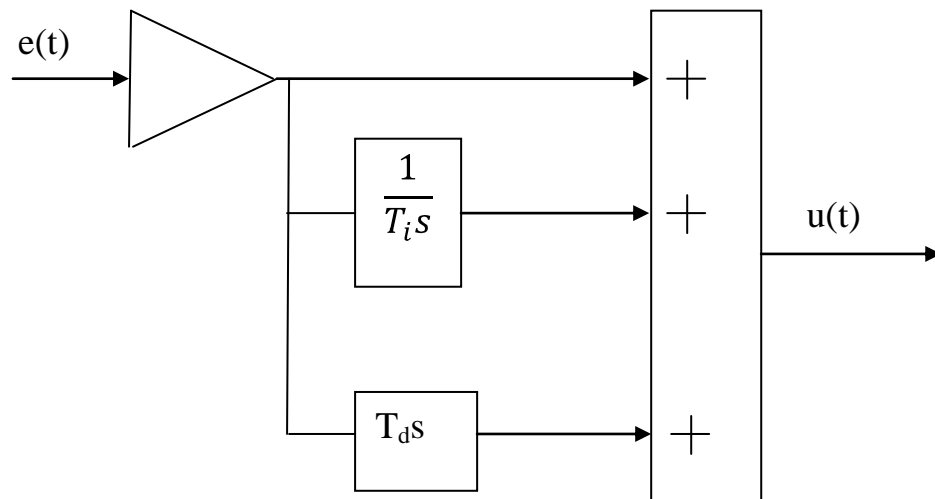 e(t)
+
1
T_i s
+
u(t)
T_d s
+